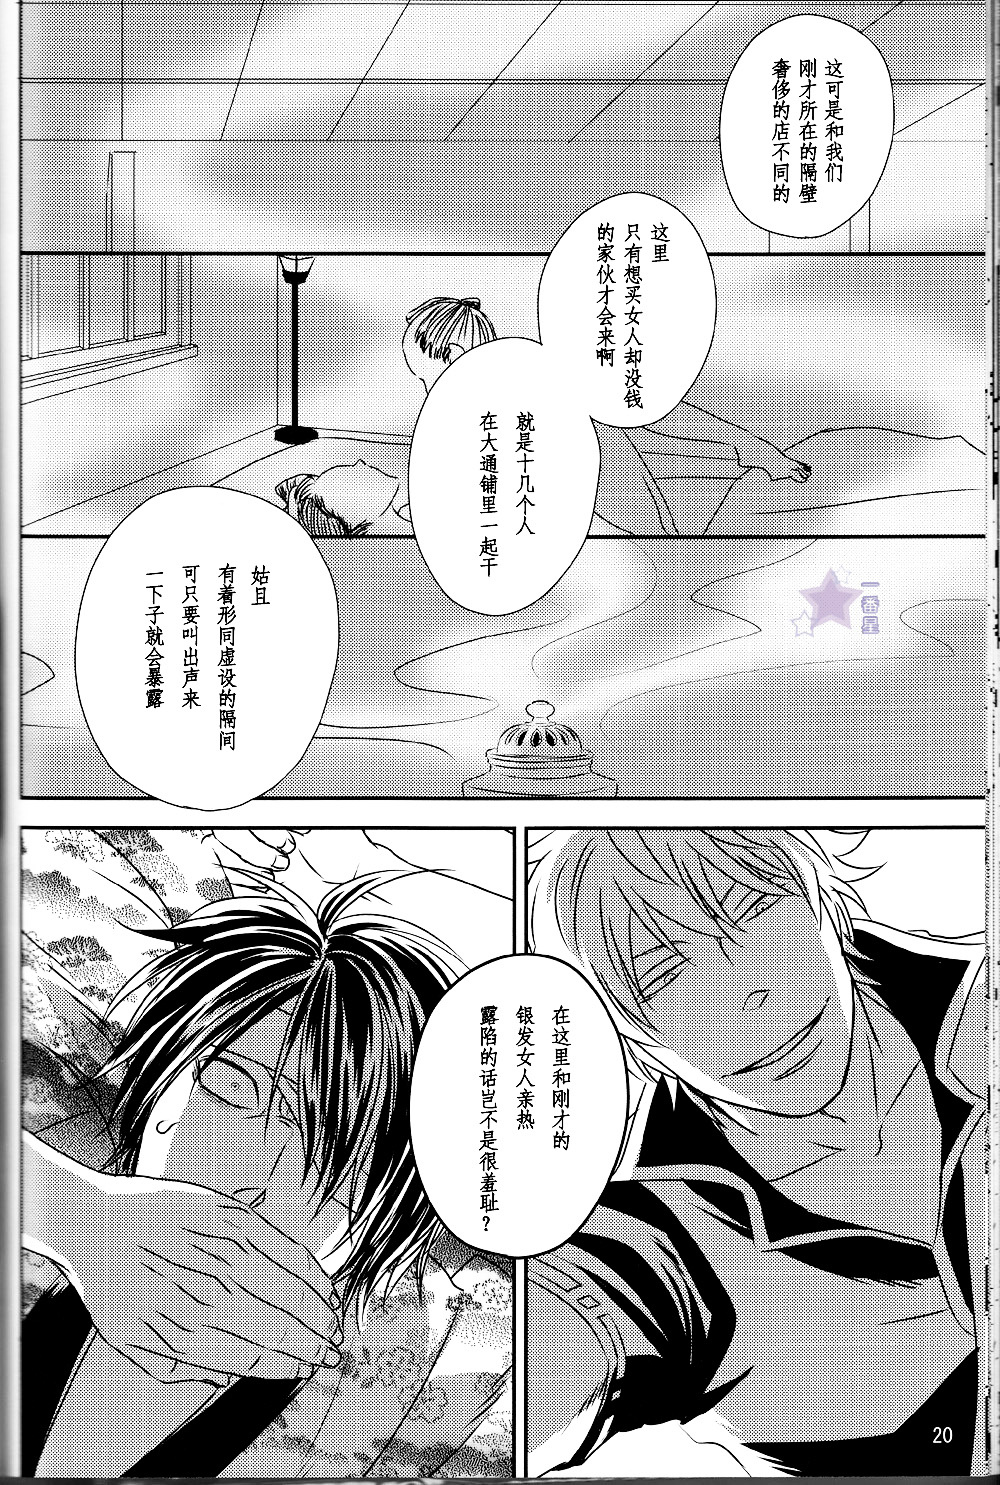 这可是和我们
刚才所在的隔壁
奢侈的店不同的
这里
只有想买女人却没钱
的家伙才会来啊
就是十几个人
在大通铺里一起干
姑且
有着形同虚设的隔间
可只要叫出声来
一下子就会暴露
一番星
在这里和刚才的
银发女人亲热
露陷的话岂不是很羞耻？
20